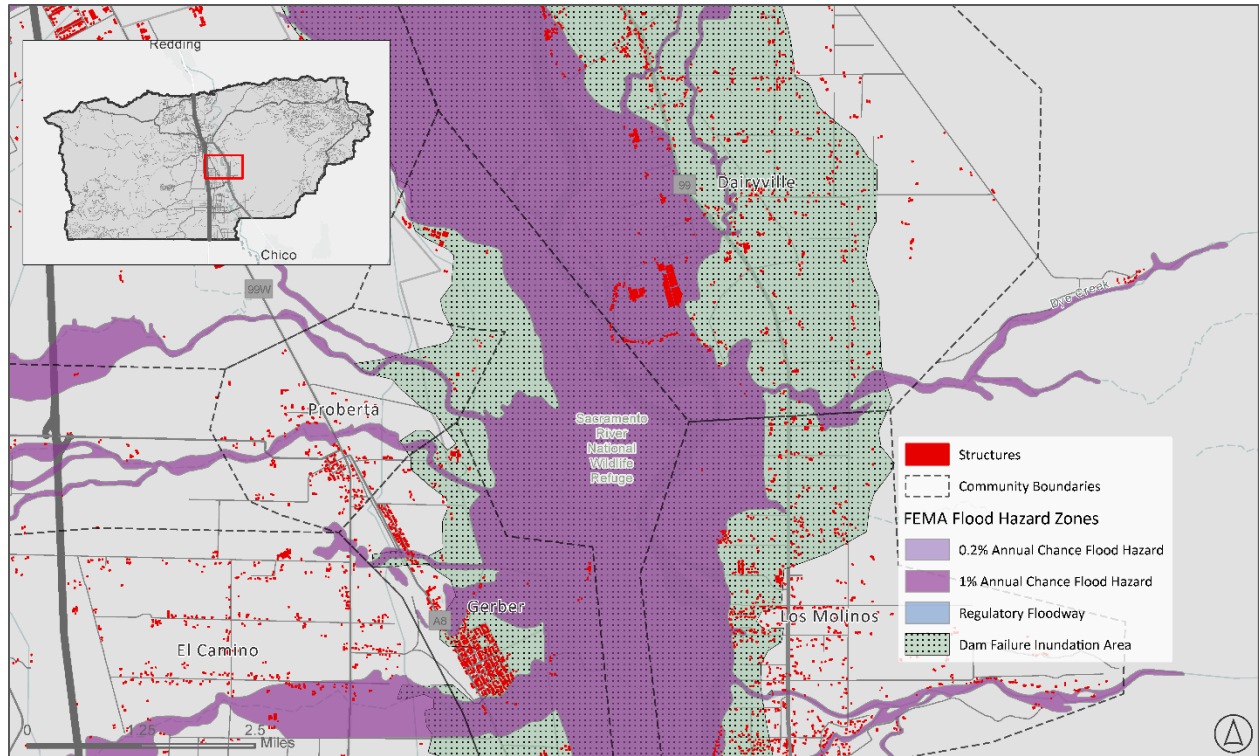 Redding
Chico
99
Dairyville
99W
Dye Creek
Proberta
Sacramento
River
National
Wildlife
Refuge
Structures
Community Boundaries
FEMA Flood Hazard Zones
0.2% Annual Chance Flood Hazard
1% Annual Chance Flood Hazard
Regulatory Floodway
Dam Failure Inundation Area
Gerber
A8
Los Molinos
El Camino
0 1.25 2.5
Miles